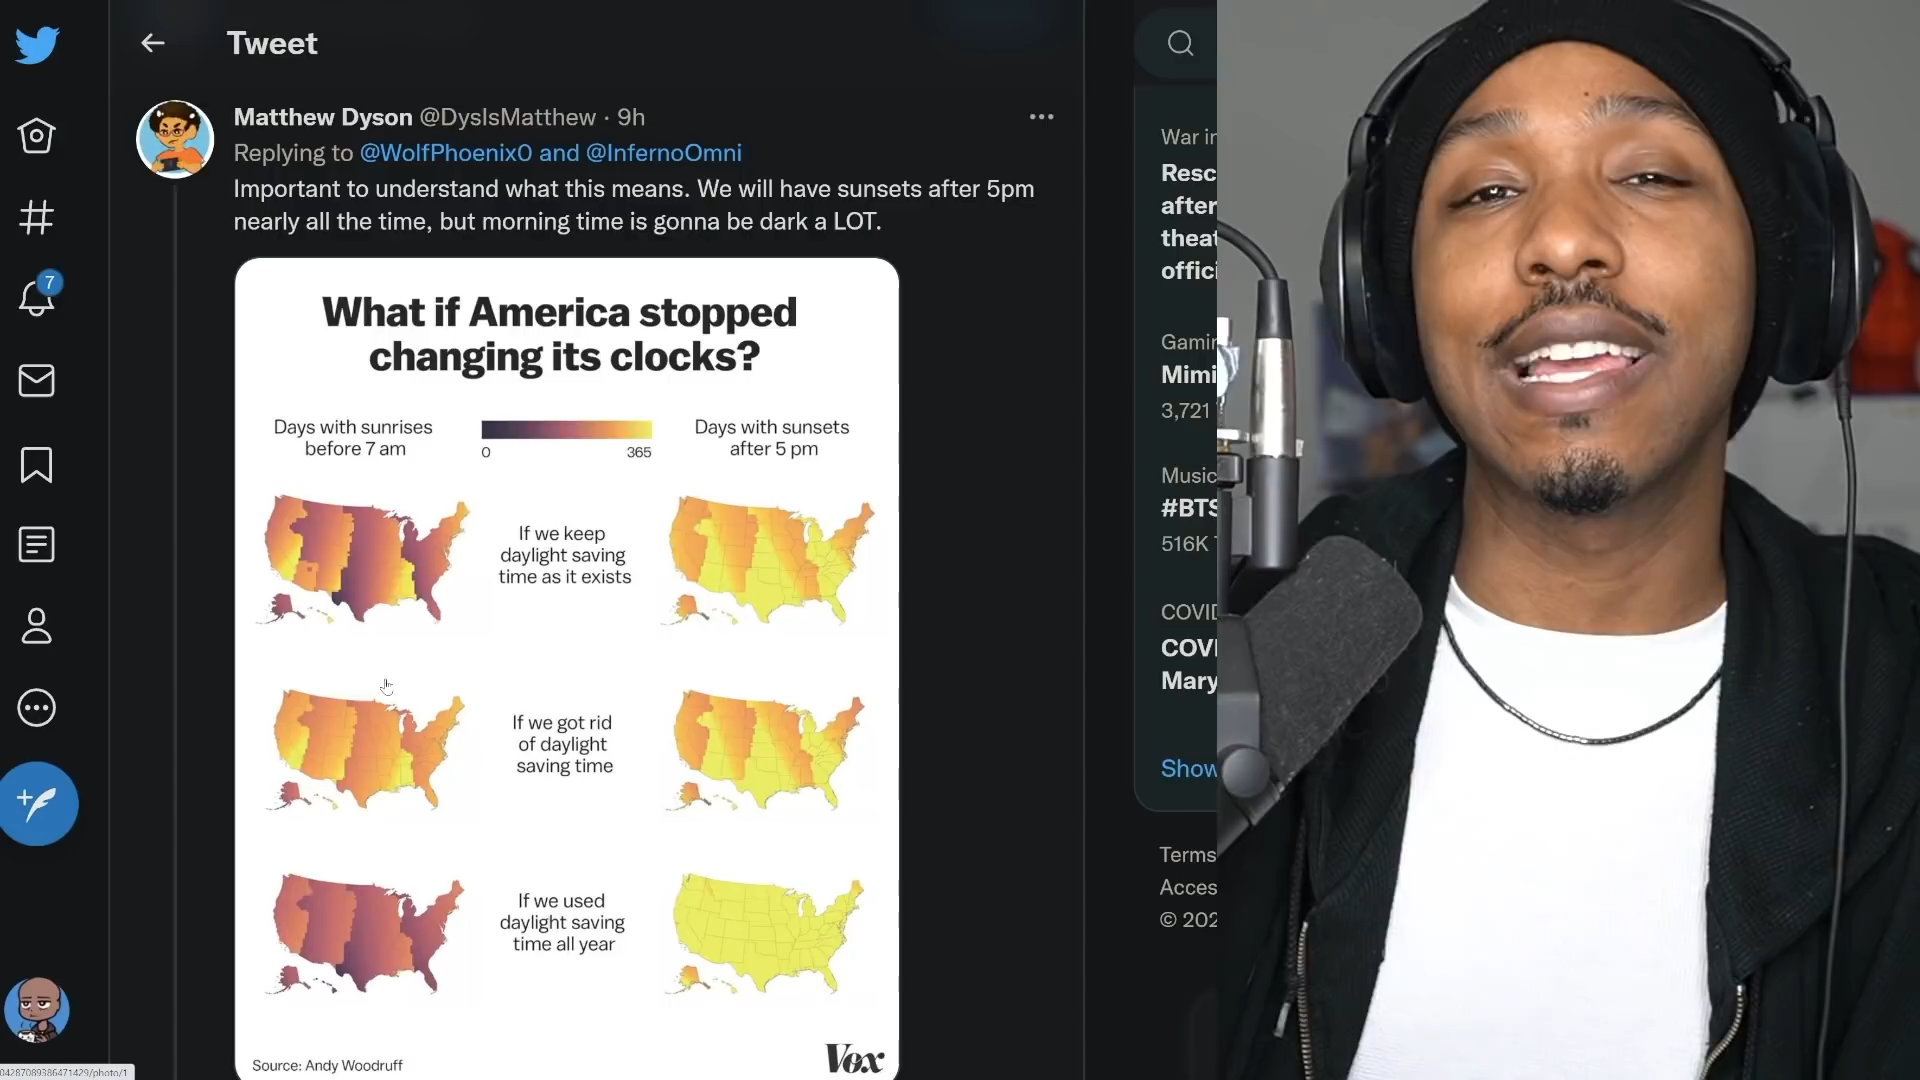 Tweet
Matthew Dyson @DysIsMatthew · 9h
Replying to @WolfPhoenix0 and @InfernoOmni
Important to understand what this means. We will have sunsets after 5pm
nearly all the time, but morning time is gonna be dark a LOT.
7
What if America stopped
changing its clocks?
Days with sunrises
before 7 am
0
365
Days with sunsets
after 5 pm
If we keep
daylight saving
time as it exists
If we got rid
of daylight
saving time
If we used
daylight saving
time all year
Source: Andy Woodruff
Vox
War in
Resc
after
theat
offici
Gamin
Mimi
3,721
Music
#BTS
516K
COVID
COVI
Mary
Show
Terms
Acces
© 202
04287089386471429/photo/1